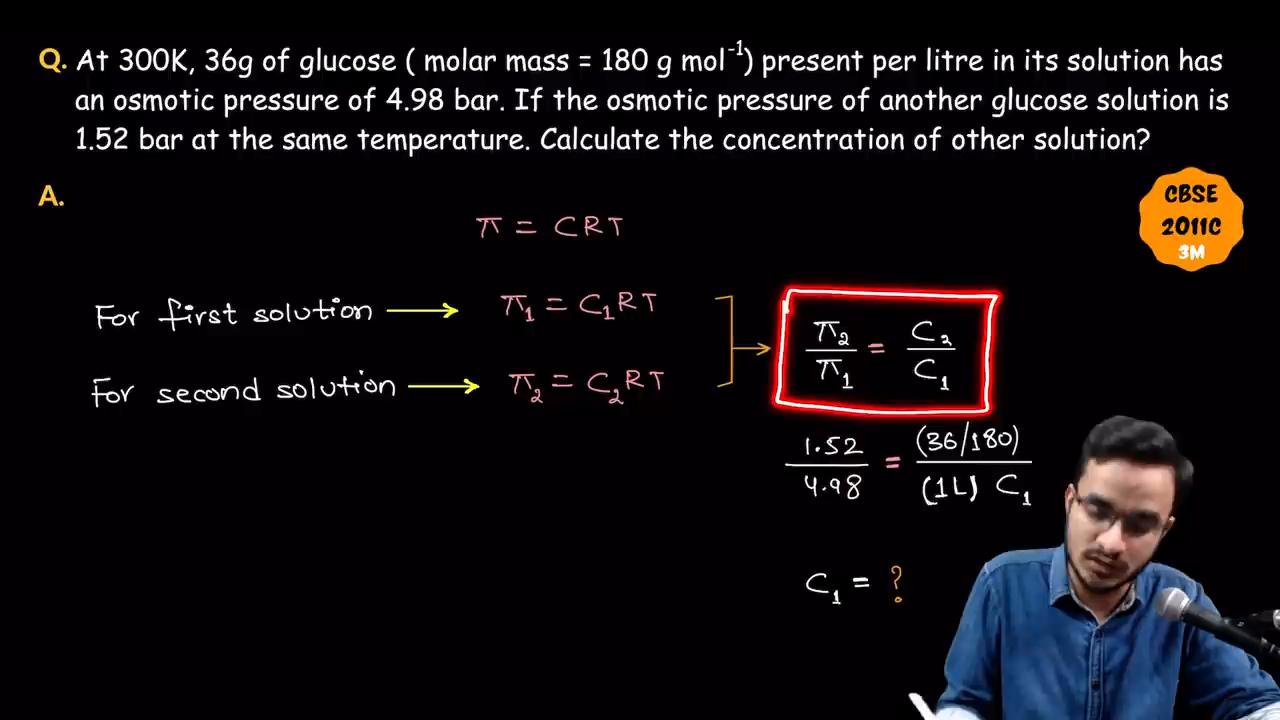 Q. At 300K, 36g of glucose ( molar mass = 180 g mol⁻¹) present per litre in its solution has
an osmotic pressure of 4.98 bar. If the osmotic pressure of another glucose solution is
1.52 bar at the same temperature. Calculate the concentration of other solution?
CBSE
2011C
3M
A.
π = CRT
For first solution → π₁ = C₁RT
For second solution → π₂ = C₂RT
π₂/π₁ = C₂/C₁
1.52/4.98 = (36/180)/(1L) C₁
C₁ = ?